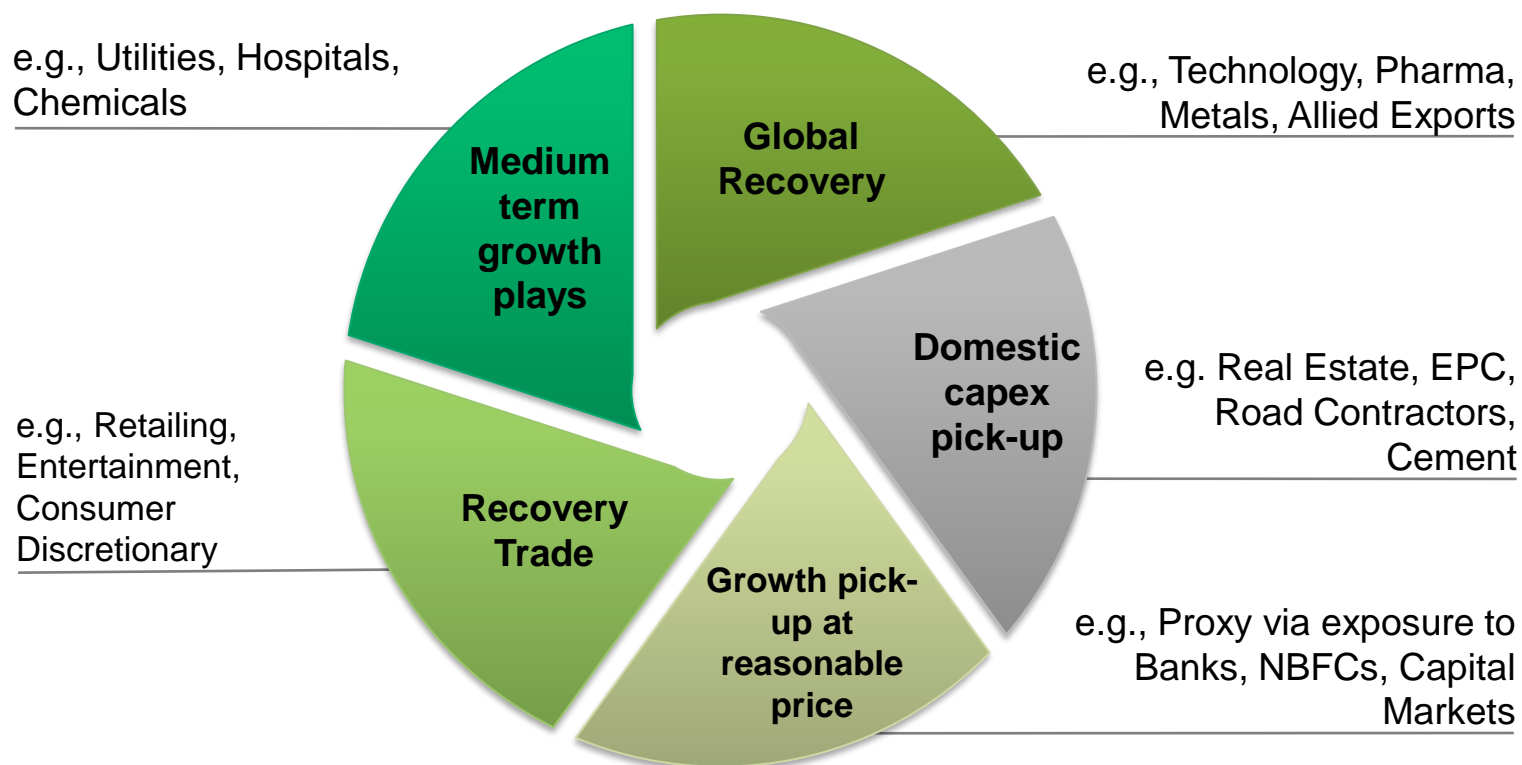 e.g., Utilities, Hospitals,
Chemicals
Medium
term
growth
plays
Global
Recovery
e.g., Technology, Pharma,
Metals, Allied Exports
Domestic
capex
pick-up
e.g. Real Estate, EPC,
Road Contractors,
Cement
e.g., Retailing,
Entertainment,
Consumer
Discretionary
Recovery
Trade
Growth pick-
up at
reasonable
price
e.g., Proxy via exposure to
Banks, NBFCs, Capital
Markets